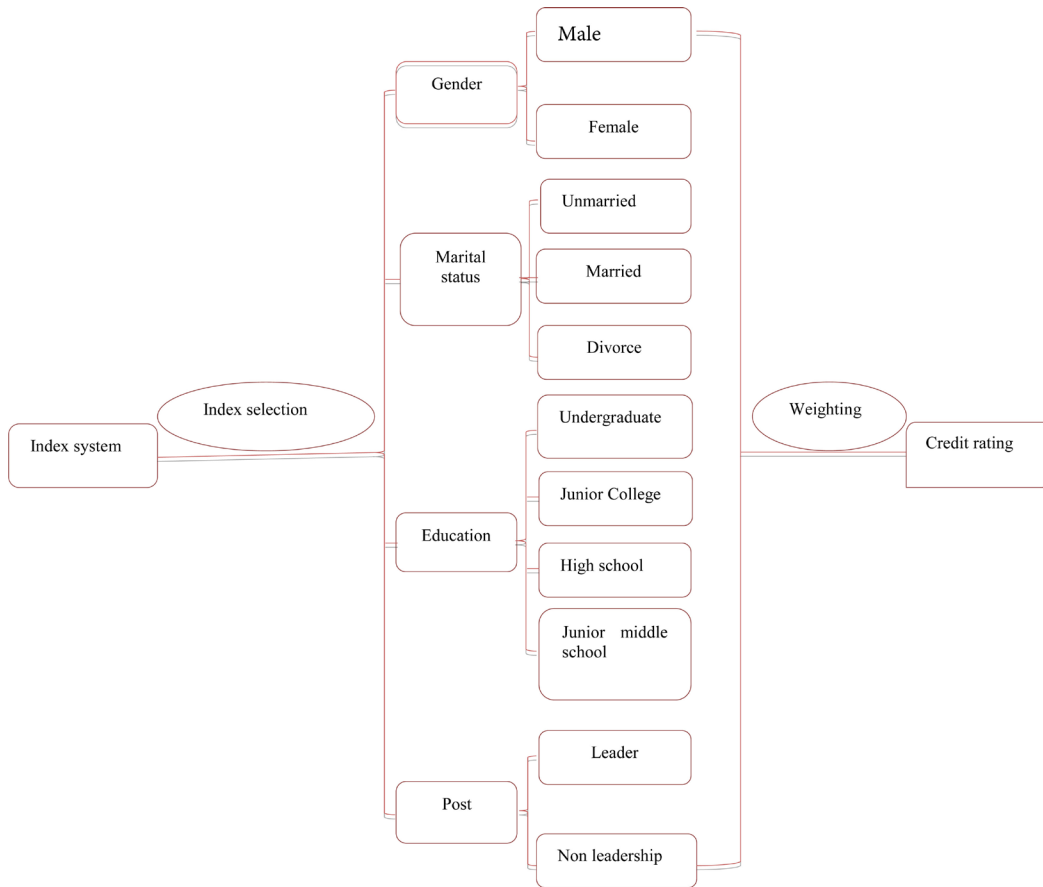 Male
Gender
Female
Unmarried
Marital
status
Married
Divorce
Index selection
Index system
Undergraduate
Junior College
Education
High school
Junior middle
school
Leader
Post
Non leadership
Weighting
Credit rating